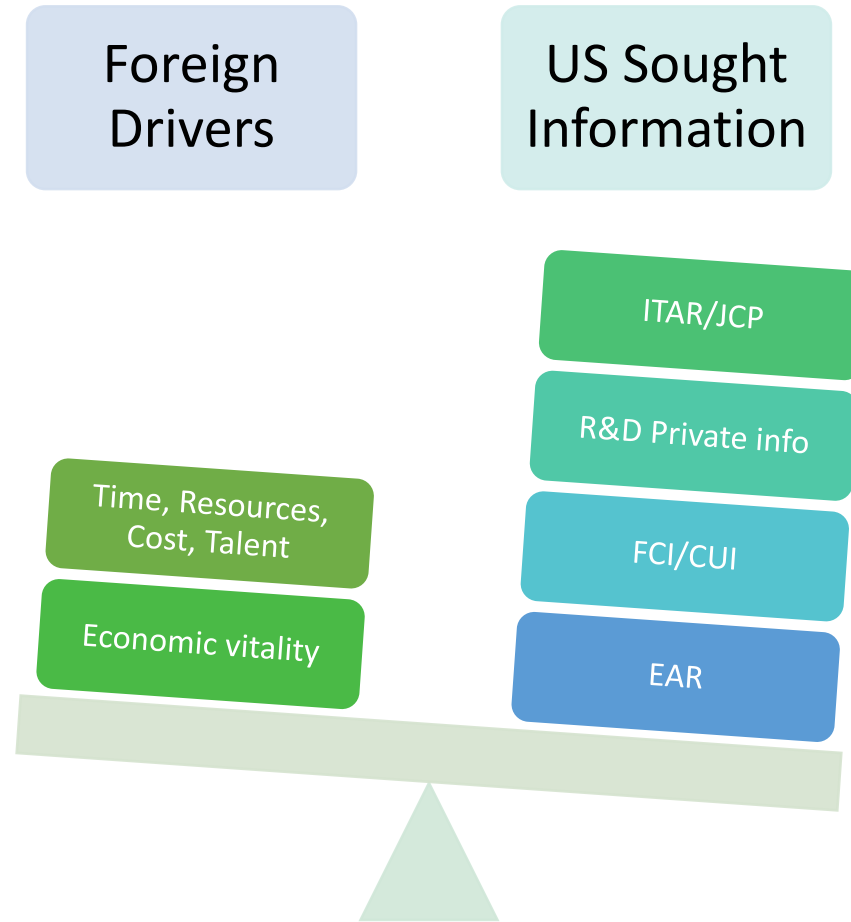 Foreign
Drivers
US Sought
Information
ITAR/JCP
R&D Private info
FCI/CUI
EAR
Time, Resources,
Cost, Talent
Economic vitality